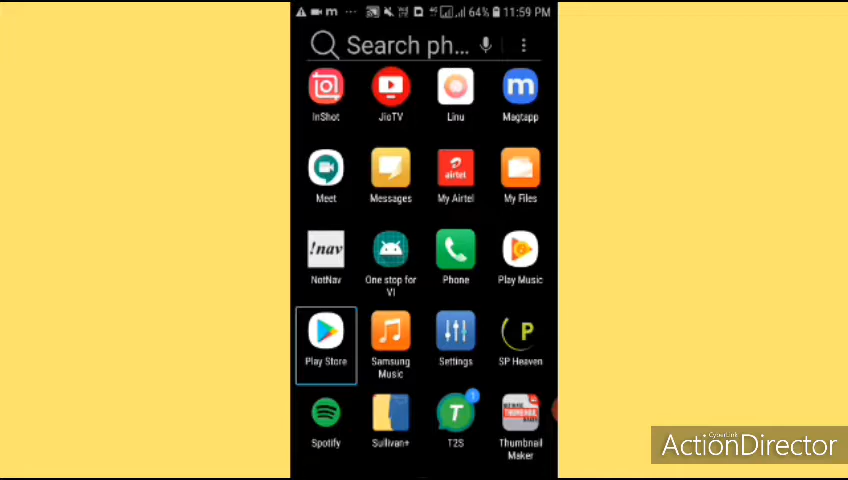 64% 11:59 PM
Search ph...
InShot
JioTV
Linu
Magtapp
m
Meet
Messages
My Airtel
airtel
My Files
!nav
NotNav
One stop for
VI
Phone
Play Music
Play Store
Samsung
Music
Settings
P
SP Heaven
Spotify
Sullivan+
T
1
T2S
THUMBNAIL
Thumbnail
Maker
CyberLink
ActionDirector